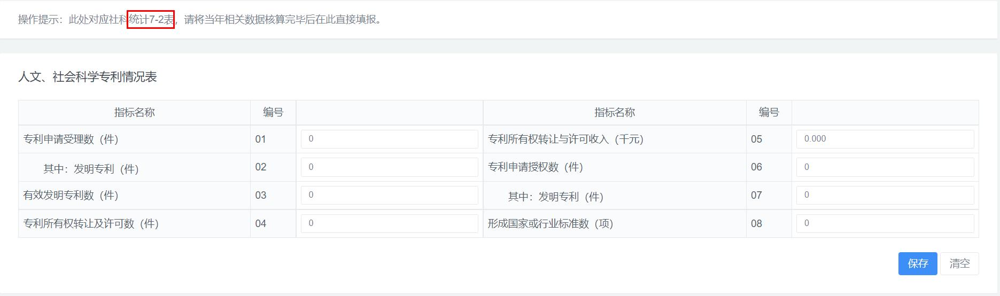 操作提示：此处对应社科统计7-2表，请将当年相关数据核算完毕后在此直接填报。
人文、社会科学专利情况表
指标名称 编号 指标名称 编号
专利申请受理数（件） 01 0 专利所有权转让与许可收入（千元） 05 0.000
其中：发明专利（件） 02 0 专利申请授权数（件） 06 0
有效发明专利数（件） 03 0 其中：发明专利（件） 07 0
专利所有权转让及许可数（件） 04 0 形成国家或行业标准数（项） 08 0
保存 清空